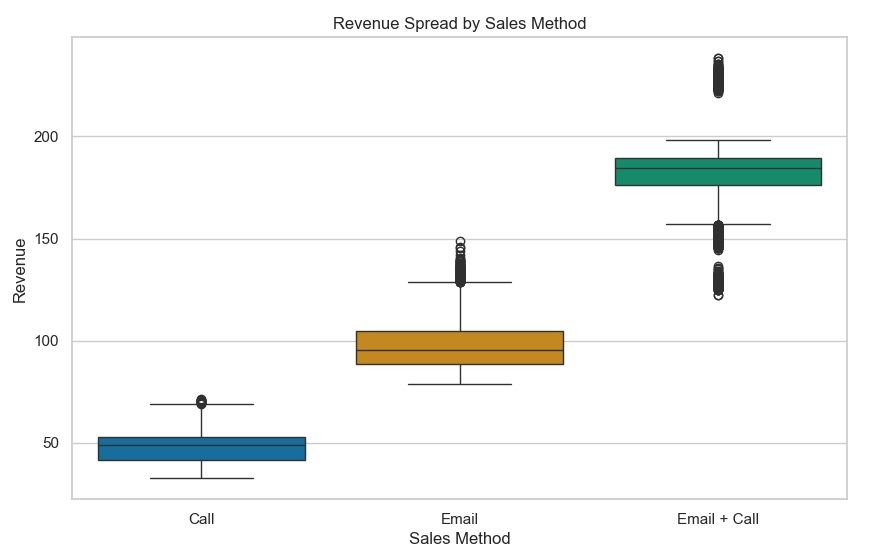 Revenue Spread by Sales Method
200
150
100
50
Revenue
Call
Email
Email + Call
Sales Method